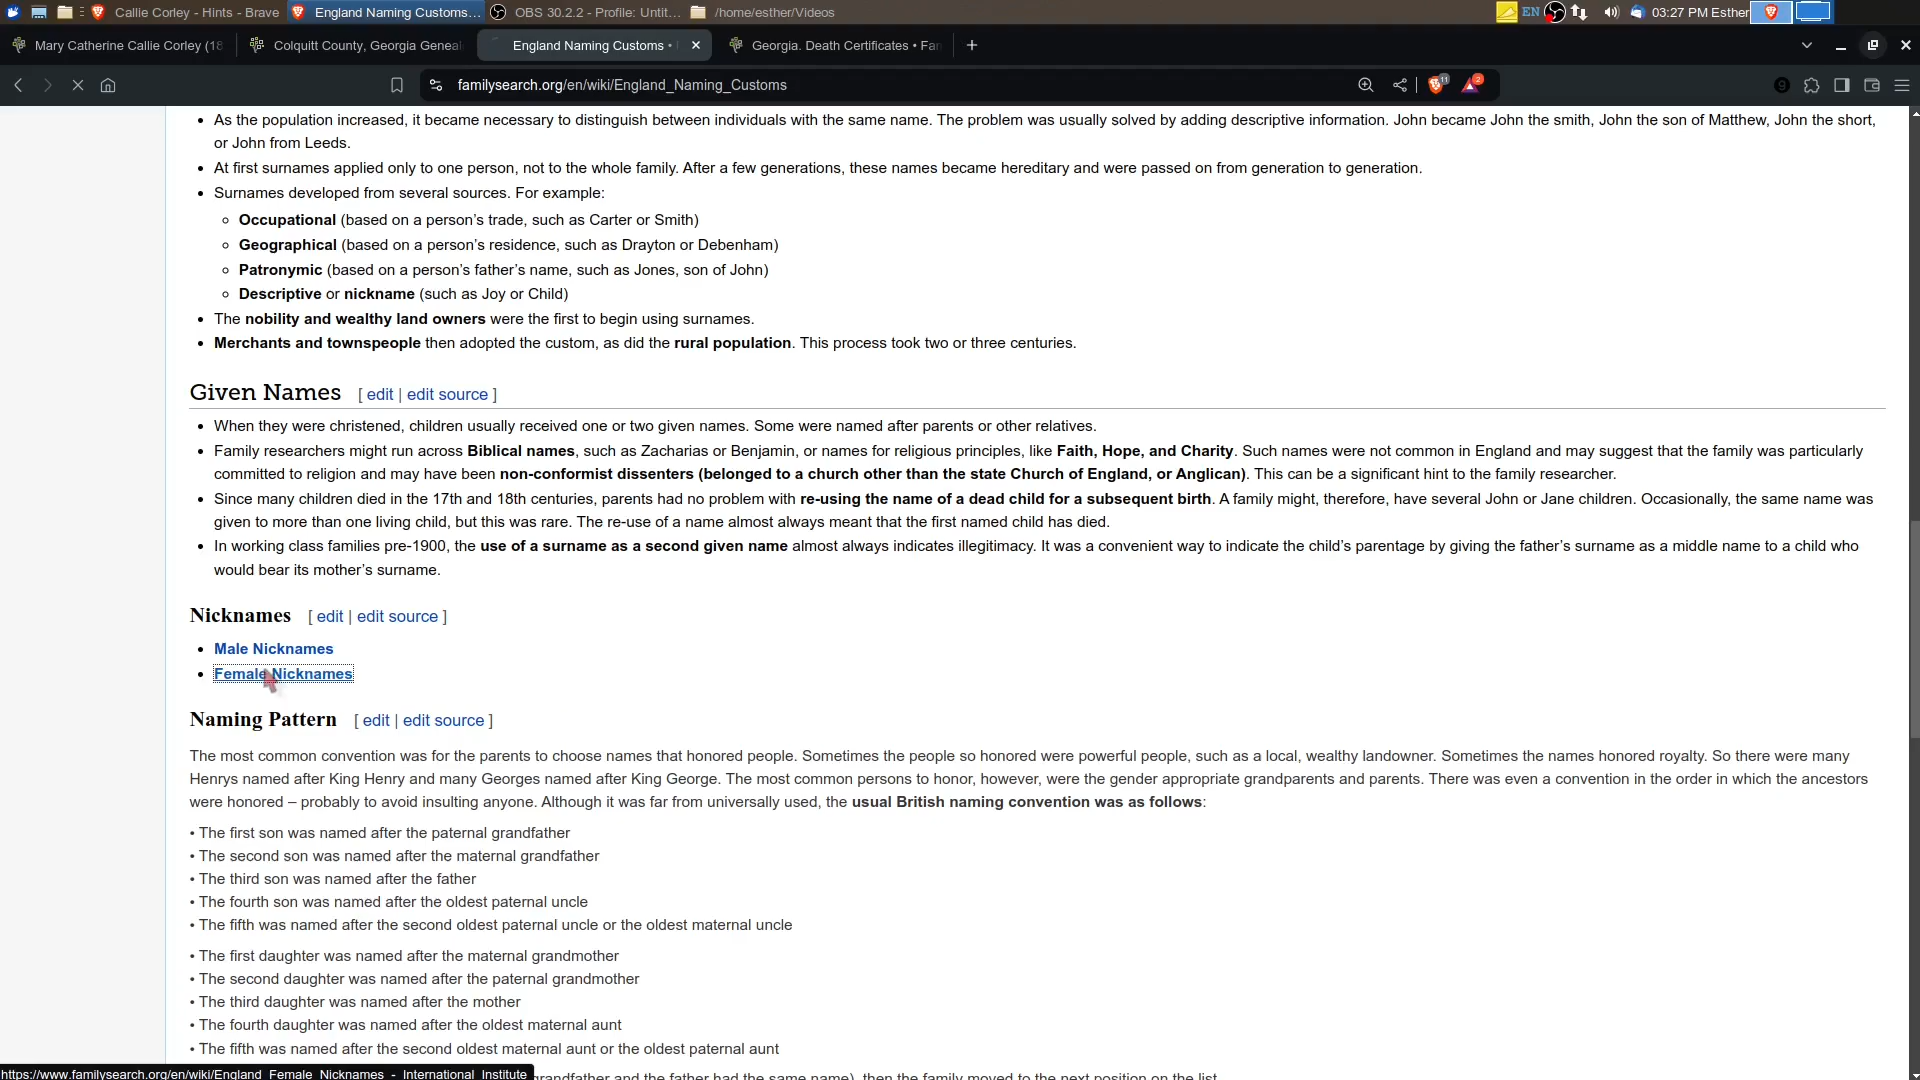 Callie Corley - Hints - Brave
England Naming Customs...
OBS 30.2.2 - Profile: Untit...
/home/esther/Videos
EN
03:27 PM Esther
Mary Catherine Callie Corley (18
Colquitt County, Georgia Geneal
England Naming Customs •
Georgia. Death Certificates • Fam
familysearch.org/en/wiki/England_Naming_Customs
11
2
9
• As the population increased, it became necessary to distinguish between individuals with the same name. The problem was usually solved by adding descriptive information. John became John the smith, John the son of Matthew, John the short,
or John from Leeds.
• At first surnames applied only to one person, not to the whole family. After a few generations, these names became hereditary and were passed on from generation to generation.
• Surnames developed from several sources. For example:
Occupational (based on a person's trade, such as Carter or Smith)
Geographical (based on a person's residence, such as Drayton or Debenham)
Patronymic (based on a person's father's name, such as Jones, son of John)
Descriptive or nickname (such as Joy or Child)
• The nobility and wealthy land owners were the first to begin using surnames.
• Merchants and townspeople then adopted the custom, as did the rural population. This process took two or three centuries.
Given Names [ edit | edit source ]
• When they were christened, children usually received one or two given names. Some were named after parents or other relatives.
• Family researchers might run across Biblical names, such as Zacharias or Benjamin, or names for religious principles, like Faith, Hope, and Charity. Such names were not common in England and may suggest that the family was particularly
committed to religion and may have been non-conformist dissenters (belonged to a church other than the state Church of England, or Anglican). This can be a significant hint to the family researcher.
• Since many children died in the 17th and 18th centuries, parents had no problem with re-using the name of a dead child for a subsequent birth. A family might, therefore, have several John or Jane children. Occasionally, the same name was
given to more than one living child, but this was rare. The re-use of a name almost always meant that the first named child has died.
• In working class families pre-1900, the use of a surname as a second given name almost always indicates illegitimacy. It was a convenient way to indicate the child's parentage by giving the father's surname as a middle name to a child who
would bear its mother's surname.
Nicknames [ edit | edit source ]
• Male Nicknames
• Female Nicknames
Naming Pattern [ edit | edit source ]
The most common convention was for the parents to choose names that honored people. Sometimes the people so honored were powerful people, such as a local, wealthy landowner. Sometimes the names honored royalty. So there were many
Henrys named after King Henry and many Georges named after King George. The most common persons to honor, however, were the gender appropriate grandparents and parents. There was even a convention in the order in which the ancestors
were honored – probably to avoid insulting anyone. Although it was far from universally used, the usual British naming convention was as follows:
• The first son was named after the paternal grandfather
• The second son was named after the maternal grandfather
• The third son was named after the father
• The fourth son was named after the oldest paternal uncle
• The fifth was named after the second oldest paternal uncle or the oldest maternal uncle
• The first daughter was named after the maternal grandmother
• The second daughter was named after the paternal grandmother
• The third daughter was named after the mother
• The fourth daughter was named after the oldest maternal aunt
• The fifth was named after the second oldest maternal aunt or the oldest paternal aunt
https://www.familysearch.org/en/wiki/England_Female_Nicknames_-_International_Institute
grandfather and the father had the same name), then the family moved to the next position on the list